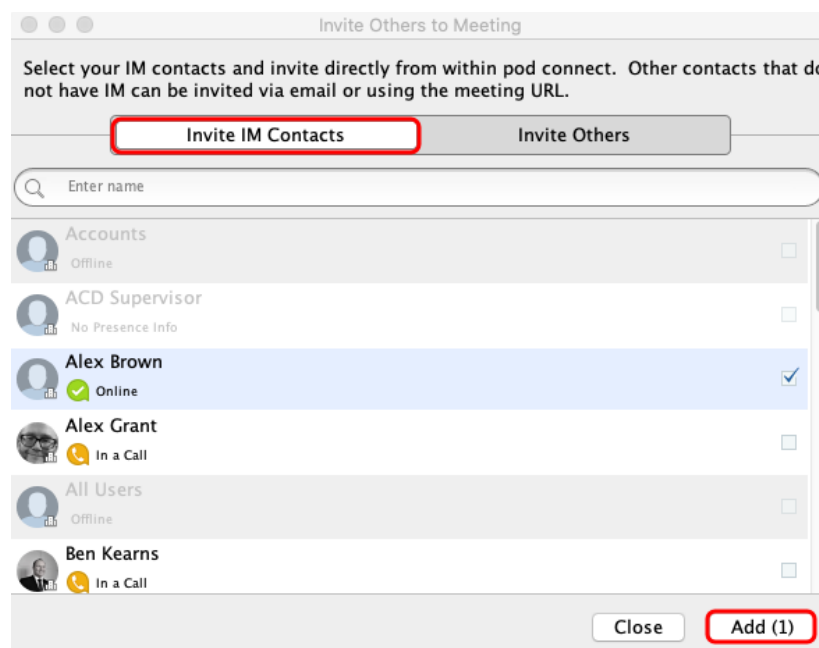 Invite Others to Meeting
Select your IM contacts and invite directly from within pod connect. Other contacts that do
not have IM can be invited via email or using the meeting URL.
Invite IM Contacts Invite Others
Enter name
Accounts
Offline
ACD Supervisor
No Presence Info
Alex Brown
Online
Alex Grant
In a Call
All Users
Offline
Ben Kearns
In a Call
Close Add (1)